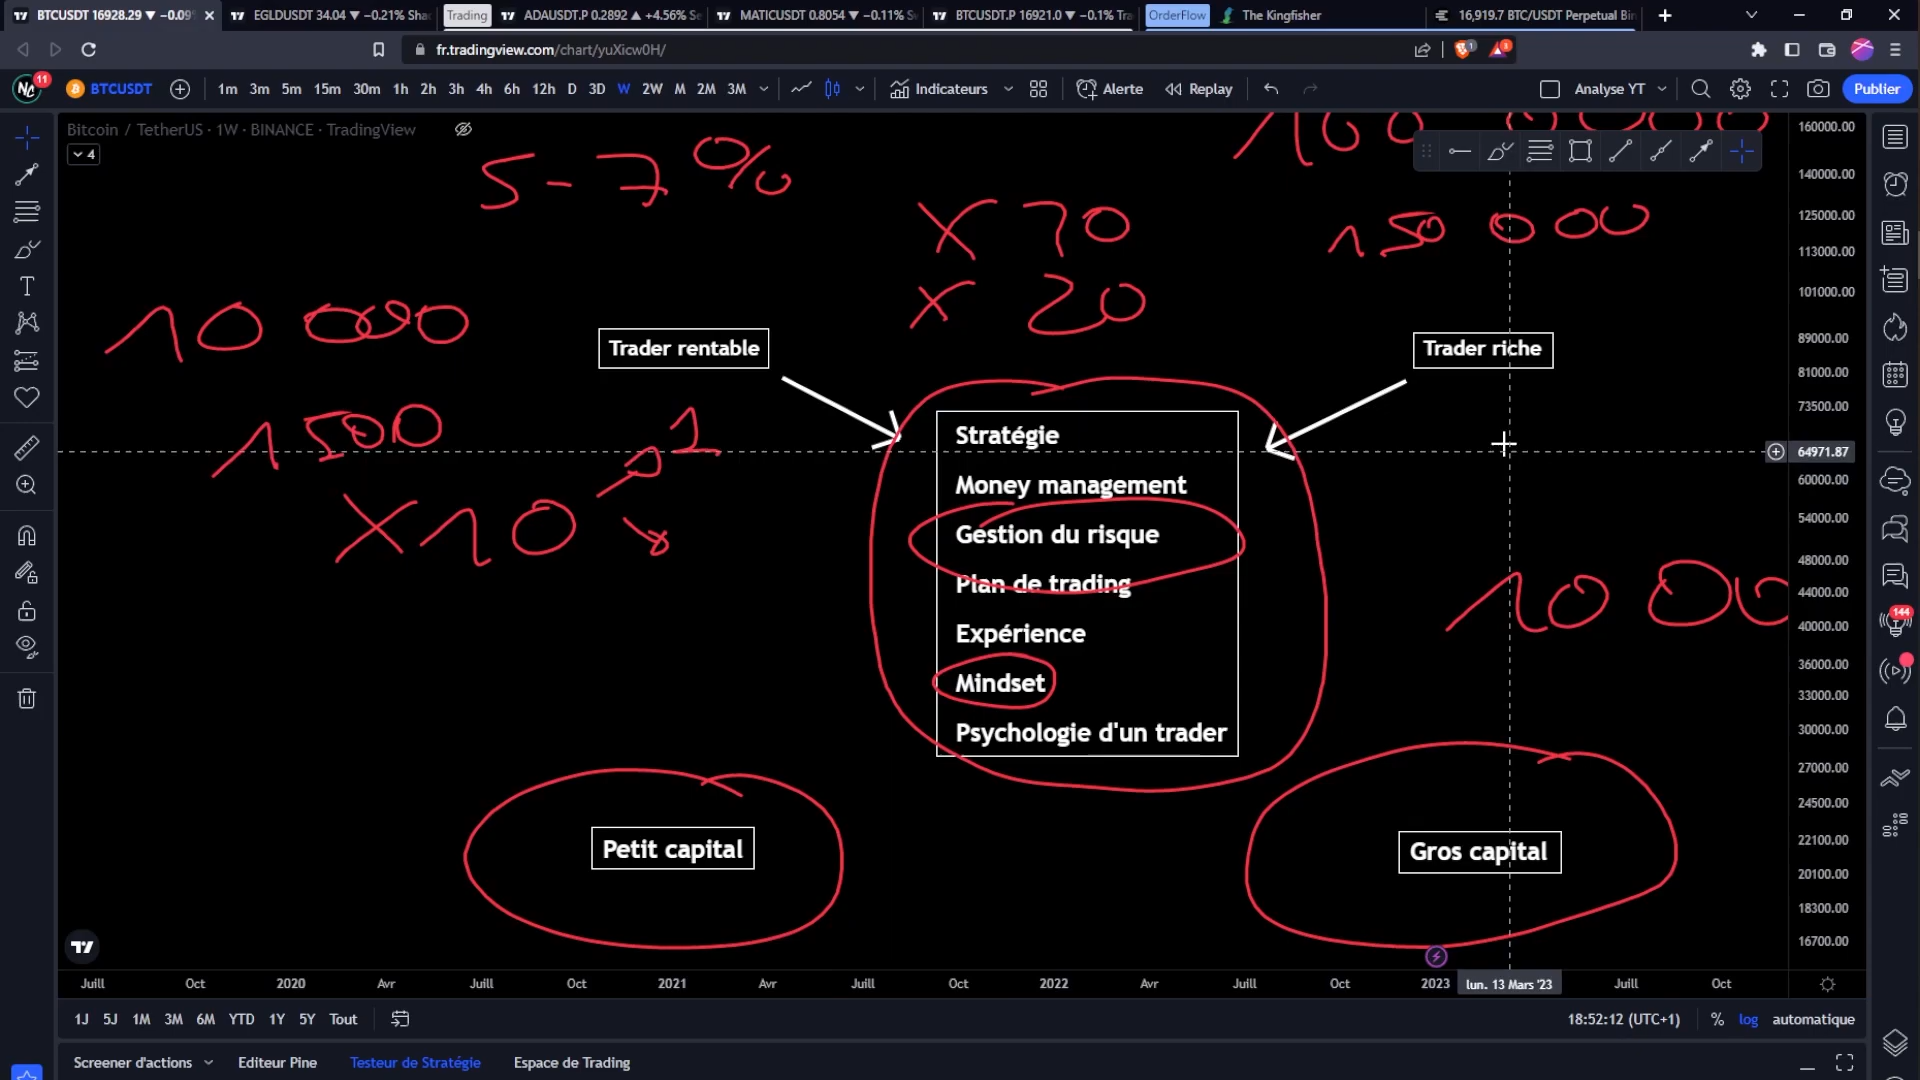 BTCUSDT 16928.29 ▼ −0.09
EGLDUSDT 34.04 ▼ −0.21%
Trading
ADAUSDT.P 0.2892 ▲ +4.56%
MATICUSDT 0.8054 ▼ −0.11%
BTCUSDT.P 16921.0 ▼ −0.1%
OrderFlow
The Kingfisher
16,919.7 BTC/USDT Perpetual
fr.tradingview.com/chart/yuXicw0H/
11
BTCUSDT
1m 3m 5m 15m 30m 1h 2h 3h 4h 6h 12h D 3D W 2W M 2M 3M
Indicateurs
Alerte
Replay
Analyse YT
Publier
Bitcoin / TetherUS · 1W · BINANCE · TradingView
4
5-7%
150 000
10 000
X 20
Trader rentable
Trader riche
1500
X10
Stratégie
Money management
Gestion du risque
Plan de trading
Expérience
Mindset
Psychologie d'un trader
Petit capital
Gros capital
160000.00
140000.00
125000.00
113000.00
101000.00
89000.00
81000.00
73500.00
64971.87
60000.00
54000.00
48000.00
44000.00
40000.00
36000.00
33000.00
30000.00
27000.00
24500.00
22100.00
20100.00
18300.00
16700.00
144
Juill Oct 2020 Avr Juill Oct 2021 Avr Juill Oct 2022 Avr Juill Oct 2023 lun. 13 Mars '23 Juill Oct
1J 5J 1M 3M 6M YTD 1Y 5Y Tout
18:52:12 (UTC+1) % log automatique
Screener d'actions Editeur Pine Testeur de Stratégie Espace de Trading